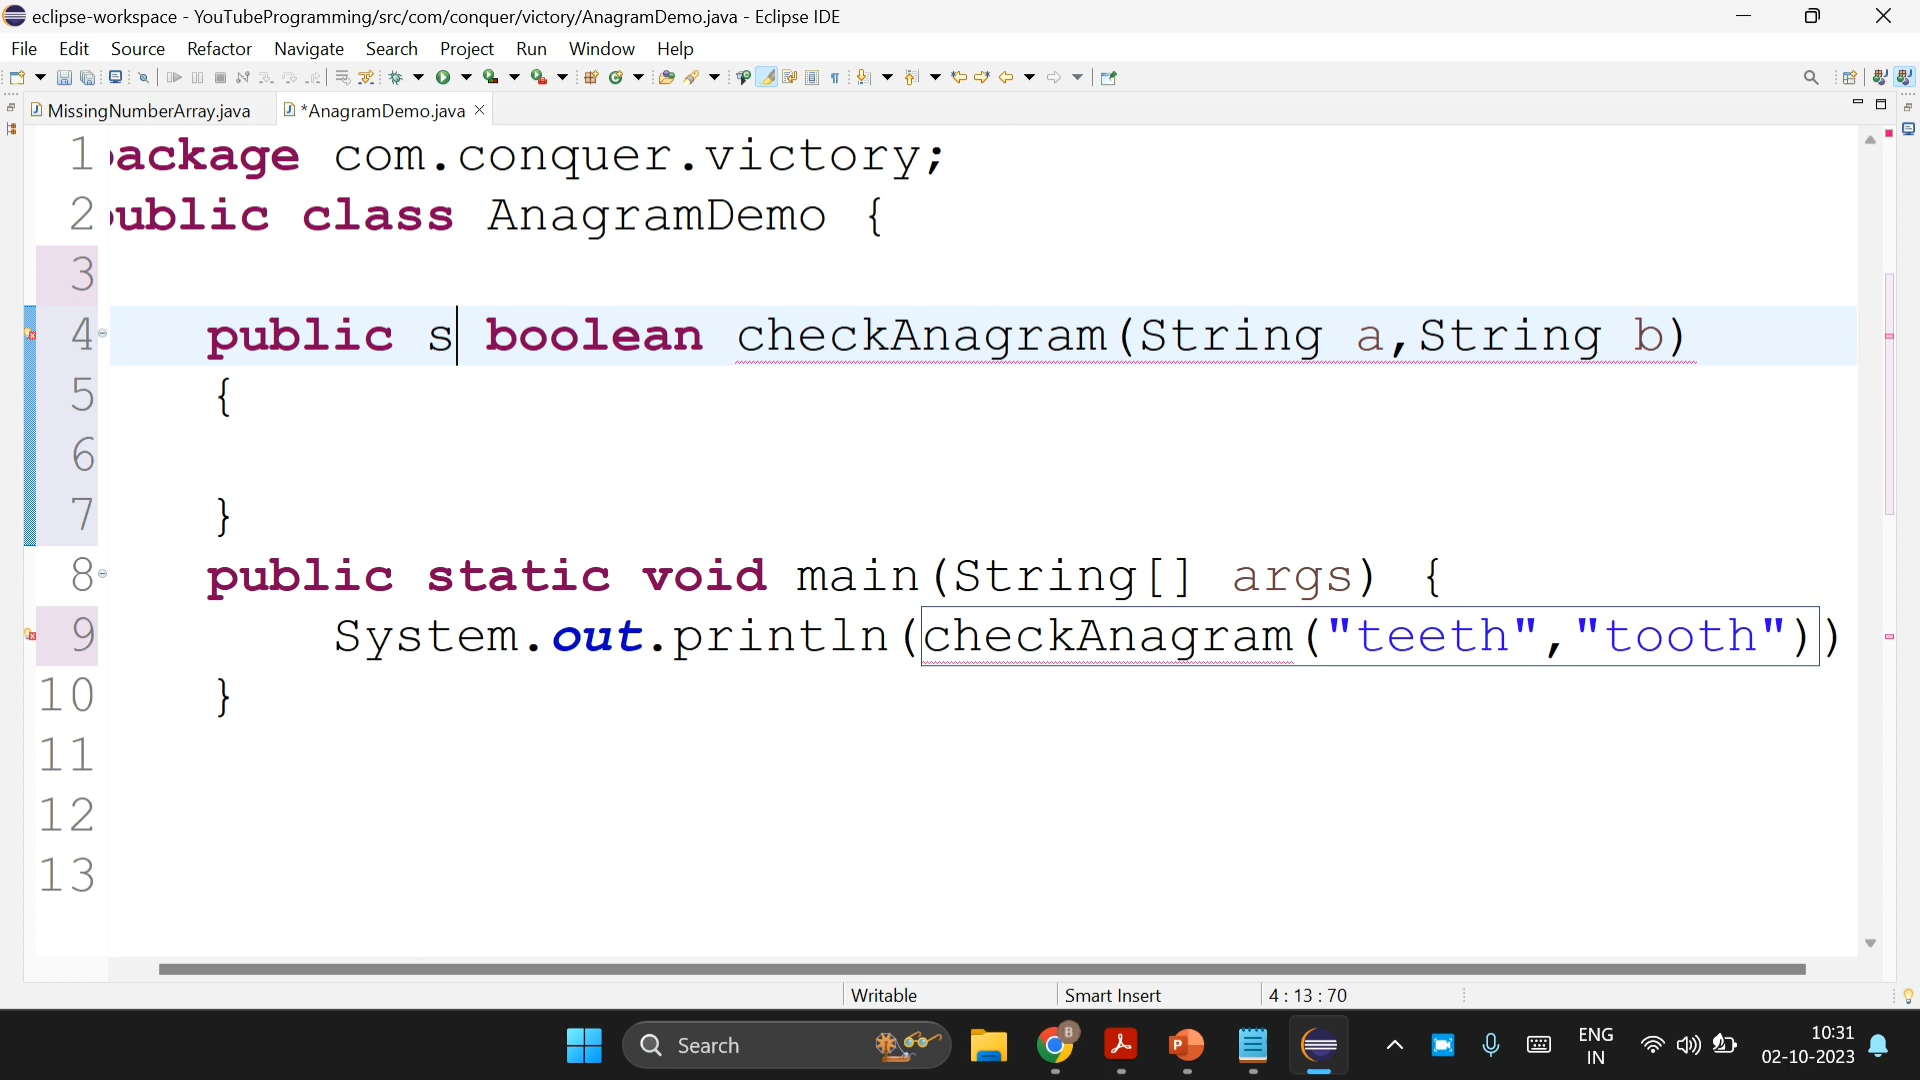 eclipse-workspace - YouTubeProgramming/src/com/conquer/victory/AnagramDemo.java - Eclipse IDE
File Edit Source Refactor Navigate Search Project Run Window Help
MissingNumberArray.java *AnagramDemo.java
1 ackage com.conquer.victory;
2 ublic class AnagramDemo {
3
4 public s boolean checkAnagram(String a,String b)
5 {
6
7 }
8 public static void main(String[] args) {
9 System.out.println(checkAnagram("teeth","tooth"))
10 }
11
12
13
Writable Smart Insert 4 : 13 : 70
Search B P ENG IN 10:31 02-10-2023